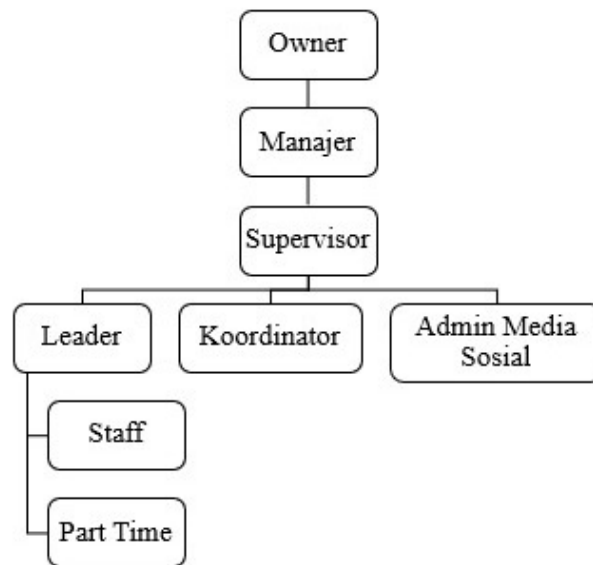 Owner
Manajer
Supervisor
Leader
Koordinator
Admin Media
Sosial
Staff
Part Time